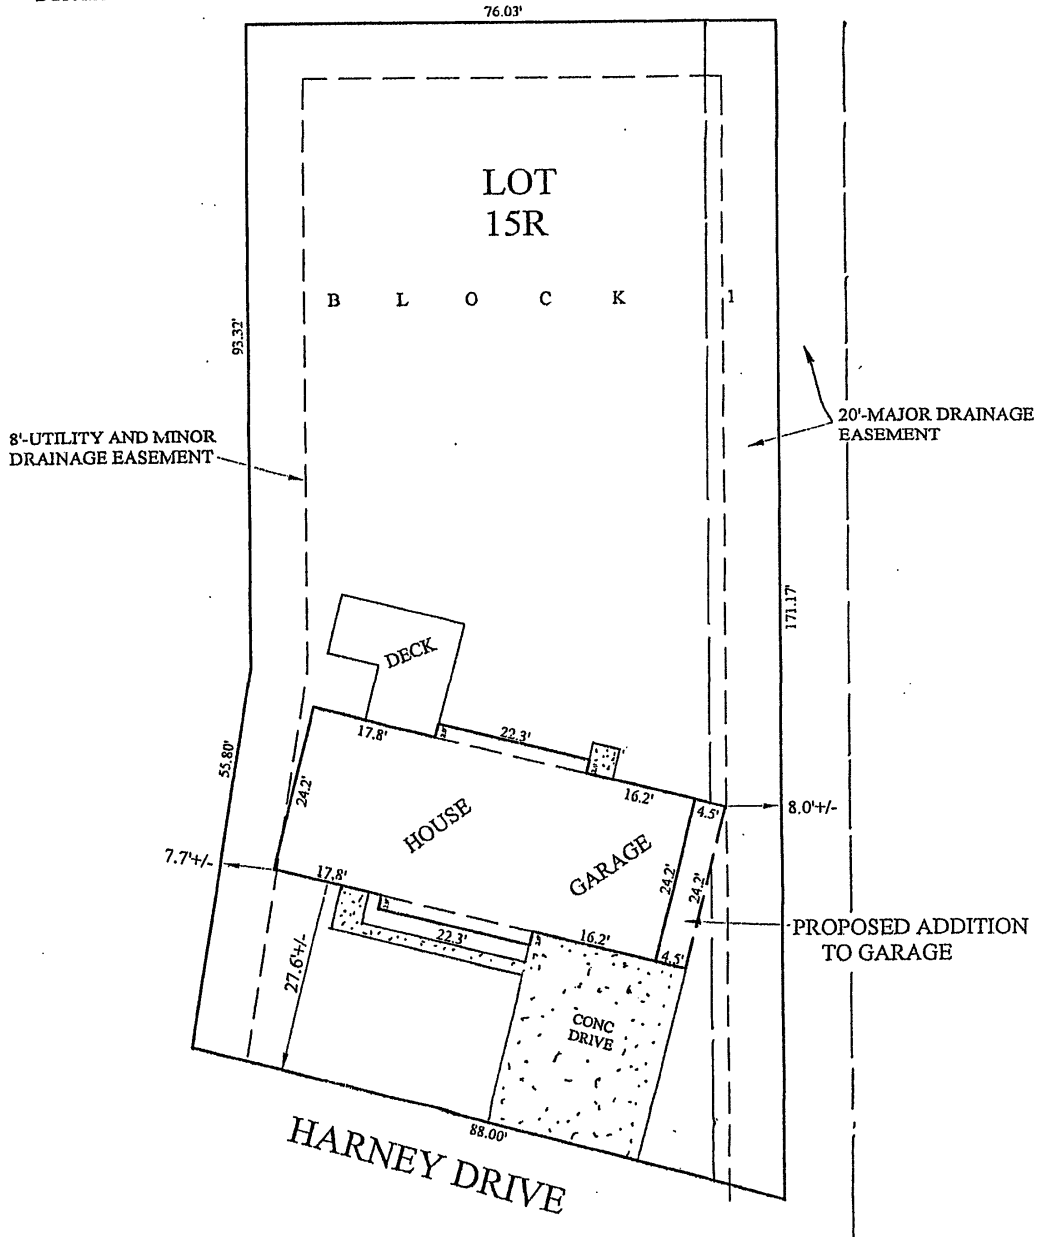 76.03'
LOT
15R
B L O C K 1
93.32'
8'-UTILITY AND MINOR
DRAINAGE EASEMENT
20'-MAJOR DRAINAGE
EASEMENT
171.17'
DECK
17.8'
22.3'
55.80'
24.2'
16.2'
4.5'
8.0'+/-
HOUSE
GARAGE
7.7'+/-
17.8'
24.2'
24.2'
22.3'
16.2'
4.5'
PROPOSED ADDITION
TO GARAGE
27.6'+/-
CONC
DRIVE
88.00'
HARNEY DRIVE